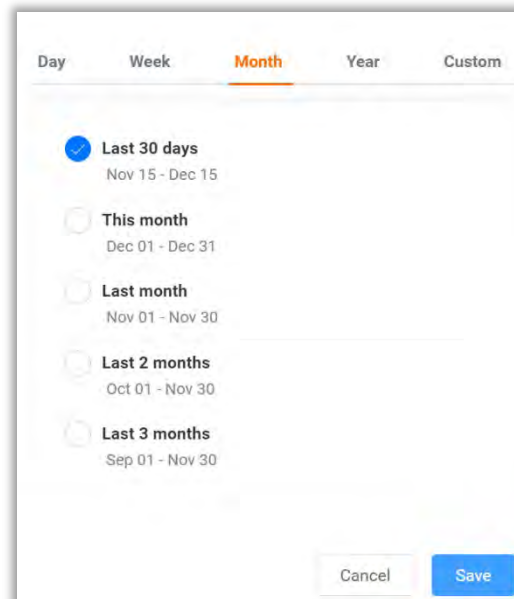 Day Week Month Year Custom
Last 30 days
Nov 15 - Dec 15
This month
Dec 01 - Dec 31
Last month
Nov 01 - Nov 30
Last 2 months
Oct 01 - Nov 30
Last 3 months
Sep 01 - Nov 30
Cancel Save